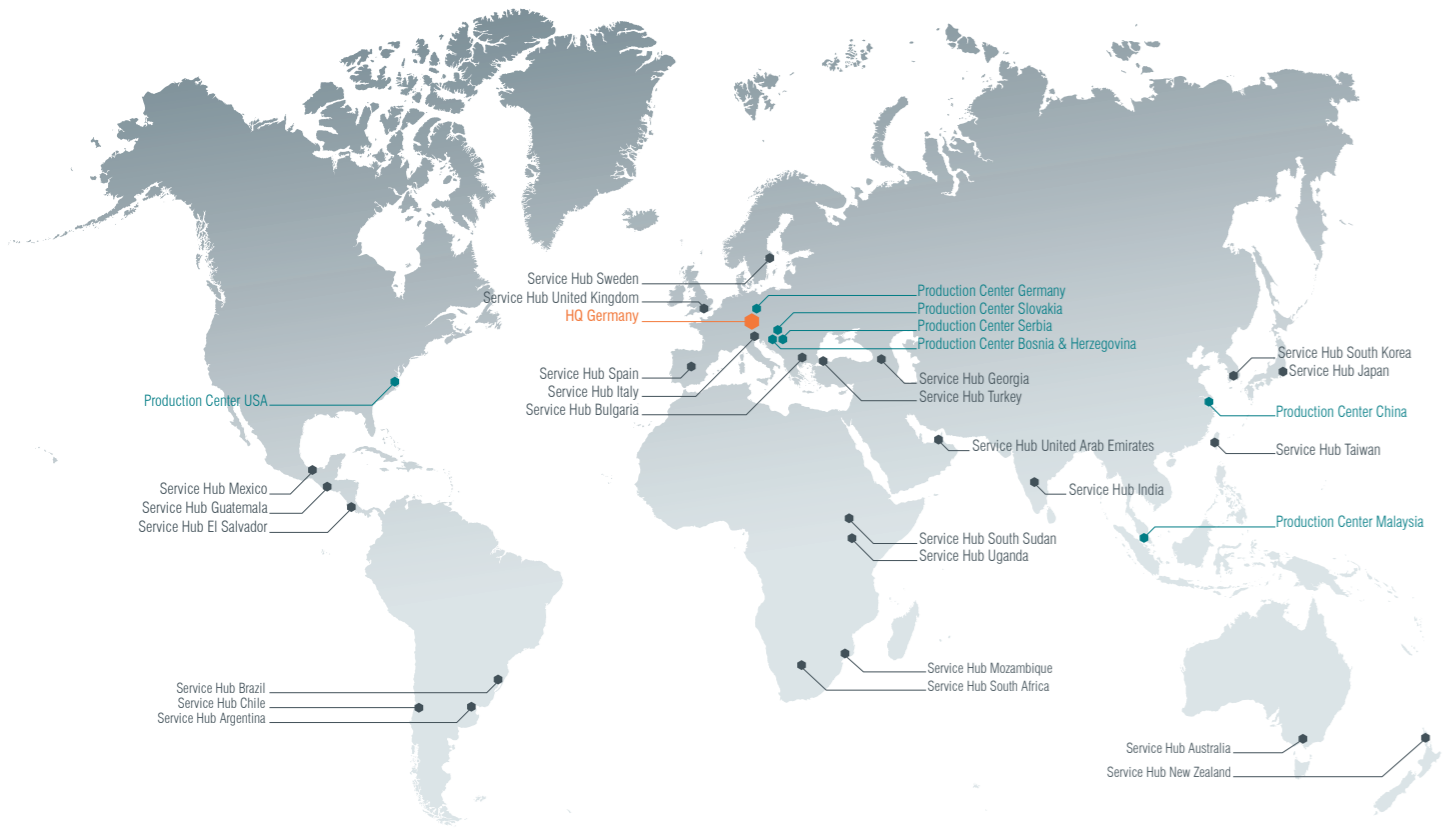 Service Hub Sweden
Service Hub United Kingdom
HQ Germany
Service Hub Spain
Service Hub Italy
Service Hub Bulgaria
Production Center Germany
Production Center Slovakia
Production Center Serbia
Production Center Bosnia & Herzegovina
Service Hub Georgia
Service Hub Turkey
Service Hub South Korea
Service Hub Japan
Production Center China
Service Hub Taiwan
Production Center USA
Service Hub United Arab Emirates
Service Hub India
Production Center Malaysia
Service Hub Mexico
Service Hub Guatemala
Service Hub El Salvador
Service Hub South Sudan
Service Hub Uganda
Service Hub Mozambique
Service Hub South Africa
Service Hub Brazil
Service Hub Chile
Service Hub Argentina
Service Hub Australia
Service Hub New Zealand